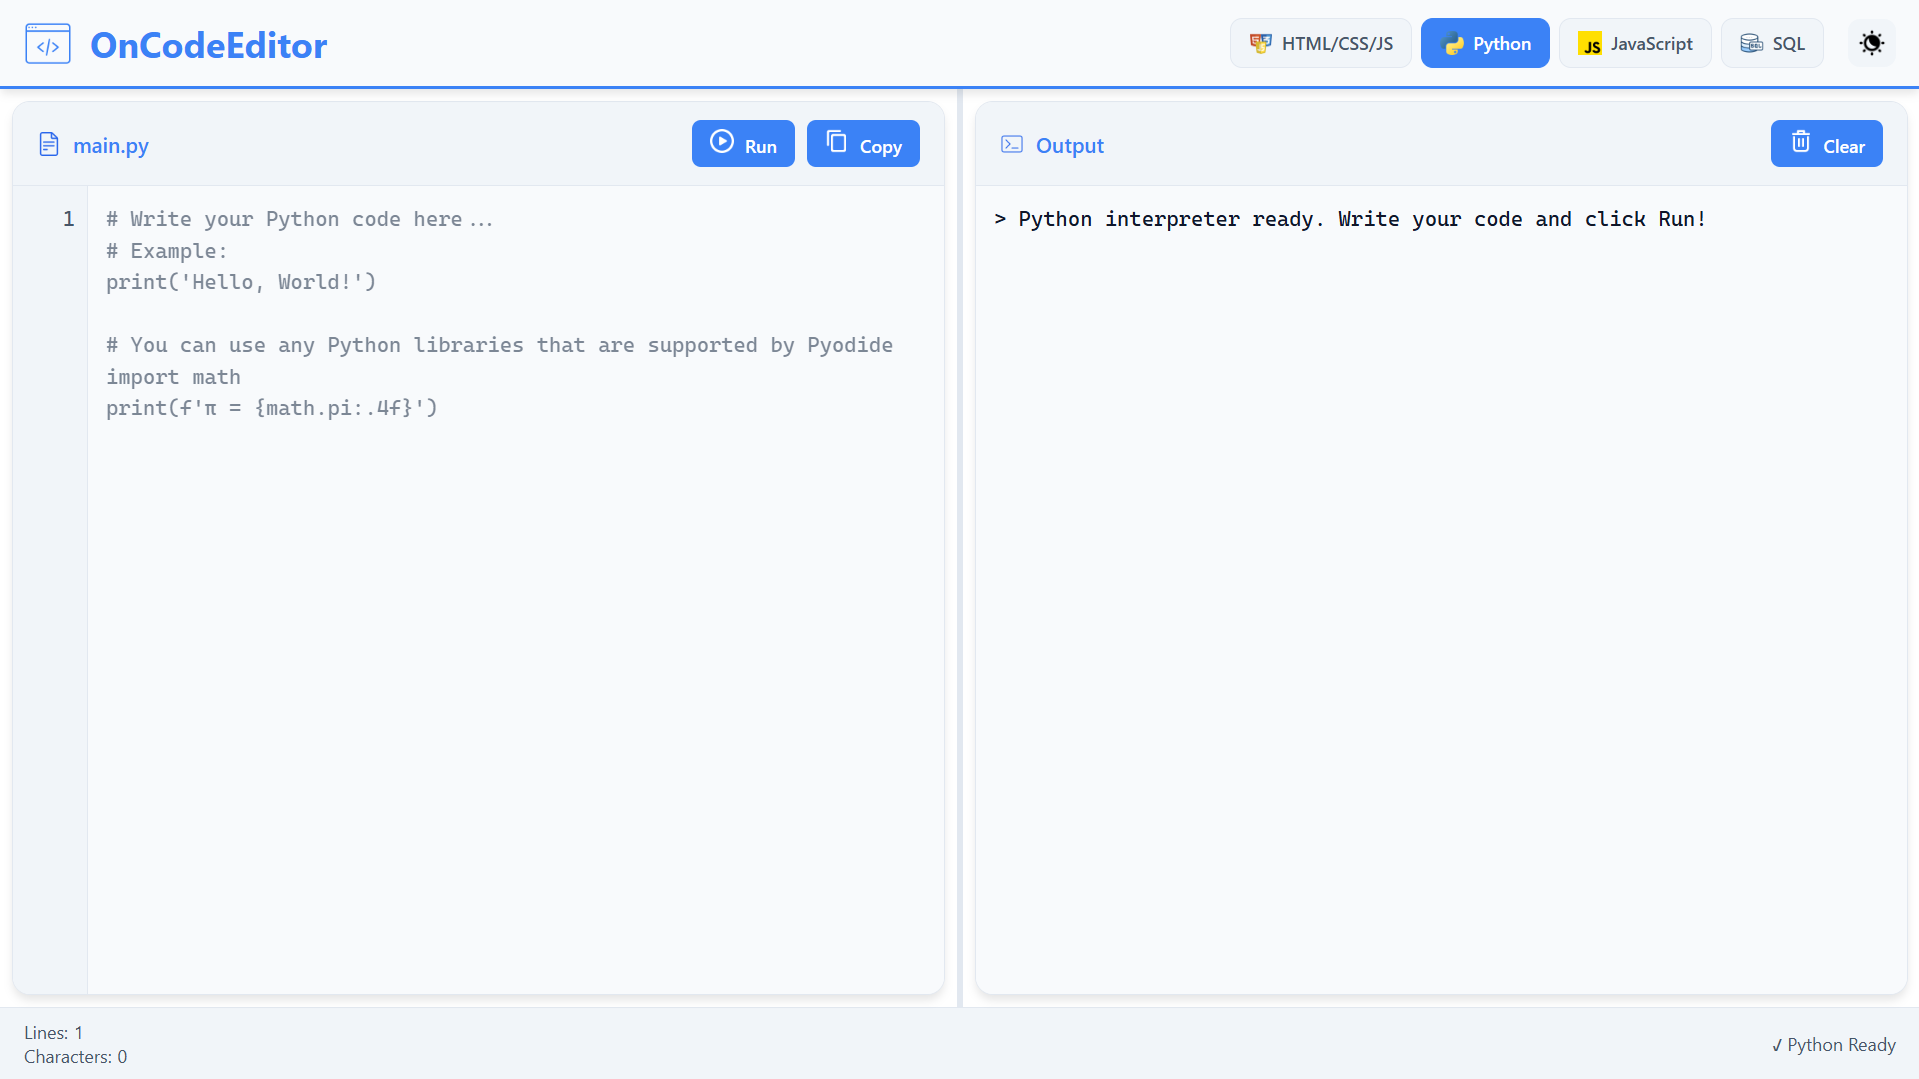 OnCodeEditor
HTML/CSS/JS
Python
JS JavaScript
SQL
main.py
Run
Copy
Output
Clear
1
# Write your Python code here...
# Example:
print('Hello, World!')
# You can use any Python libraries that are supported by Pyodide
import math
print(f'π = {math.pi:.4f}')
> Python interpreter ready. Write your code and click Run!
Lines: 1
Characters: 0
✓ Python Ready